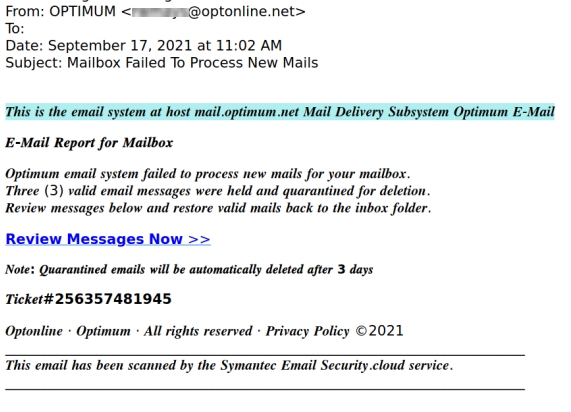 From: OPTIMUM <@optonline.net>
To:
Date: September 17, 2021 at 11:02 AM
Subject: Mailbox Failed To Process New Mails
This is the email system at host mail.optimum.net Mail Delivery Subsystem Optimum E-Mail
E-Mail Report for Mailbox
Optimum email system failed to process new mails for your mailbox.
Three (3) valid email messages were held and quarantined for deletion.
Review messages below and restore valid mails back to the inbox folder.
Review Messages Now >>
Note: Quarantined emails will be automatically deleted after 3 days
Ticket#256357481945
Optonline · Optimum · All rights reserved · Privacy Policy ©2021
This email has been scanned by the Symantec Email Security.cloud service.